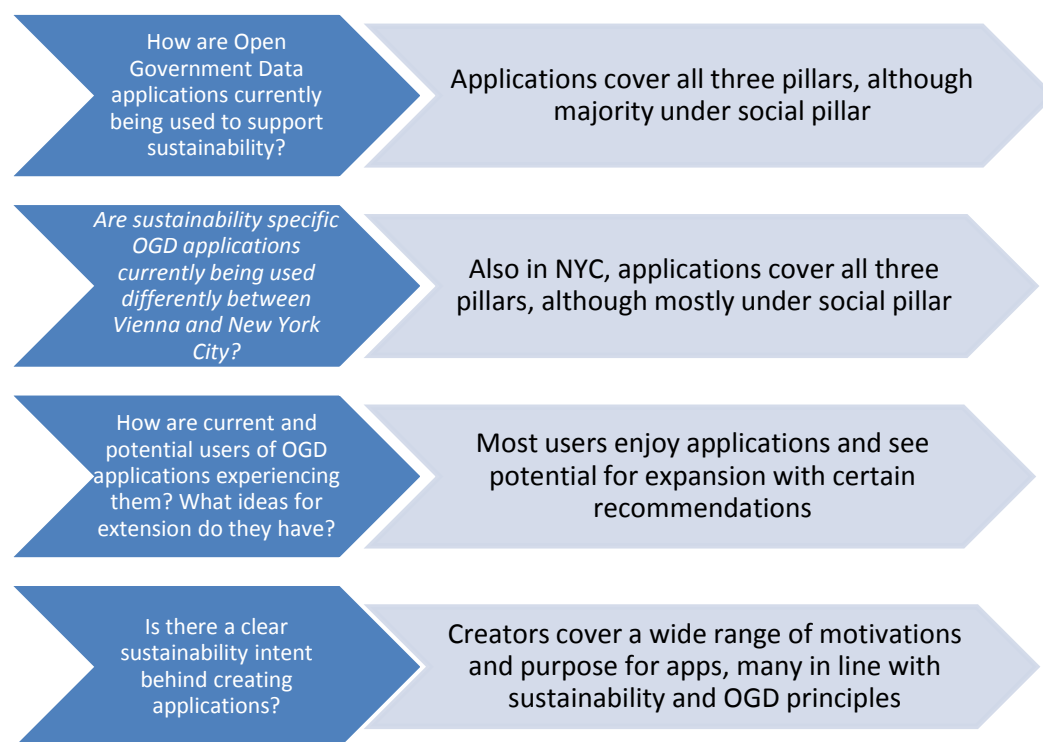 How are Open
Government Data
applications currently
being used to support
sustainability?
Applications cover all three pillars, although
majority under social pillar
Are sustainability specific
OGD applications
currently being used
differently between
Vienna and New York
City?
Also in NYC, applications cover all three
pillars, although mostly under social pillar
How are current and
potential users of OGD
applications experiencing
them? What ideas for
extension do they have?
Most users enjoy applications and see
potential for expansion with certain
recommendations
Is there a clear
sustainability intent
behind creating
applications?
Creators cover a wide range of motivations
and purpose for apps, many in line with
sustainability and OGD principles